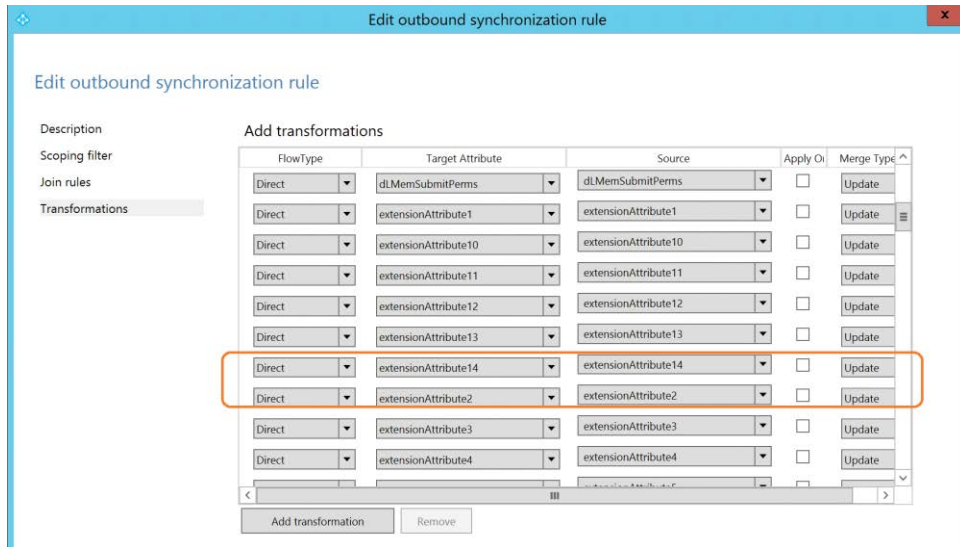 Edit outbound synchronization rule
x
Edit outbound synchronization rule
Description
Scoping filter
Join rules
Transformations
Add transformations
FlowType Target Attribute Source Apply On Merge Type
Direct dLMemSubmitPerms dLMemSubmitPerms Update
Direct extensionAttribute1 extensionAttribute1 Update
Direct extensionAttribute10 extensionAttribute10 Update
Direct extensionAttribute11 extensionAttribute11 Update
Direct extensionAttribute12 extensionAttribute12 Update
Direct extensionAttribute13 extensionAttribute13 Update
Direct extensionAttribute14 extensionAttribute14 Update
Direct extensionAttribute2 extensionAttribute2 Update
Direct extensionAttribute3 extensionAttribute3 Update
Direct extensionAttribute4 extensionAttribute4 Update
Add transformation Remove